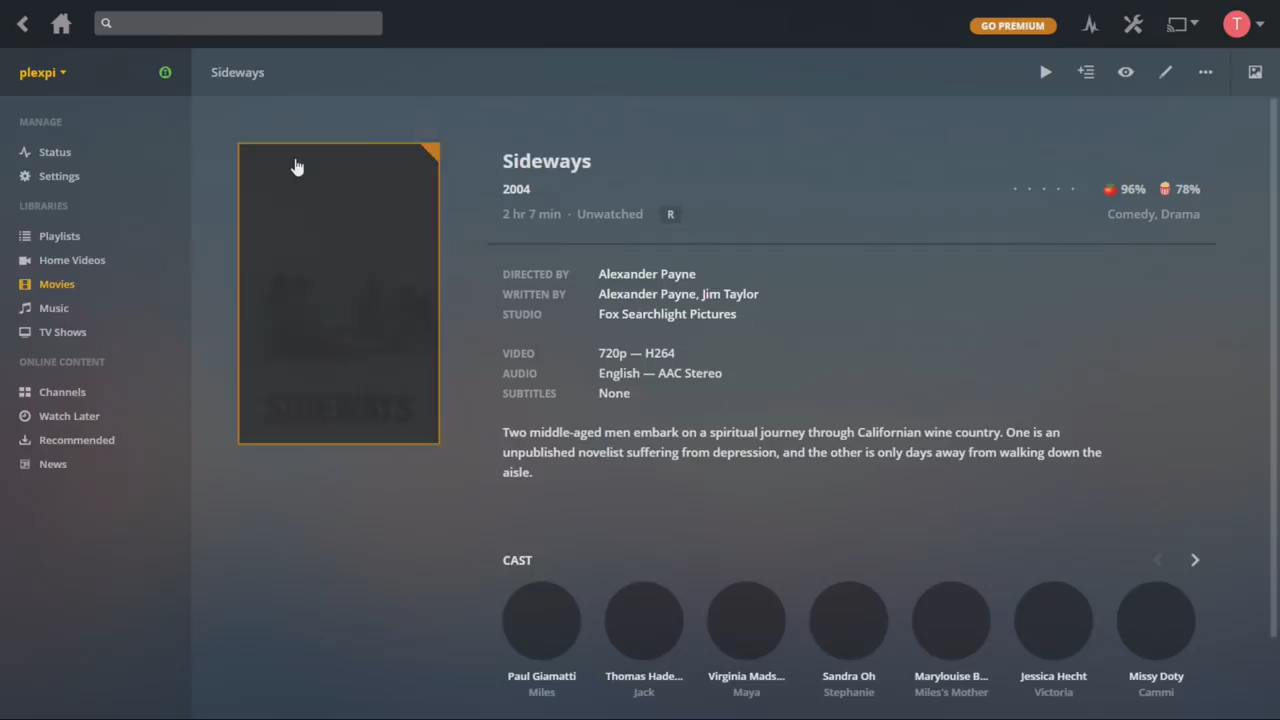 GO PREMIUM
T
plexpi
Sideways
MANAGE
Status
Settings
LIBRARIES
Playlists
Home Videos
Movies
Music
TV Shows
ONLINE CONTENT
Channels
Watch Later
Recommended
News
SIDEWAYS
Sideways
2004
96% 78%
2 hr 7 min · Unwatched R
Comedy, Drama
DIRECTED BY Alexander Payne
WRITTEN BY Alexander Payne, Jim Taylor
STUDIO Fox Searchlight Pictures
VIDEO 720p — H264
AUDIO English — AAC Stereo
SUBTITLES None
Two middle-aged men embark on a spiritual journey through Californian wine country. One is an
unpublished novelist suffering from depression, and the other is only days away from walking down the
aisle.
CAST
Paul Giamatti Thomas Hade... Virginia Mads... Sandra Oh Marylouise B... Jessica Hecht Missy Doty
Miles Jack Maya Stephanie Miles's Mother Victoria Cammi